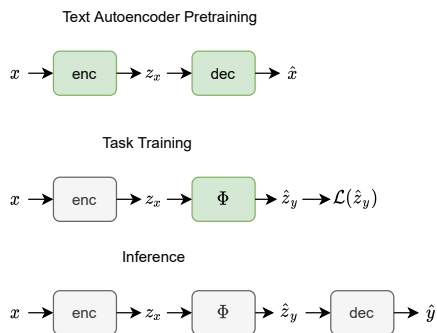 Text Autoencoder Pretraining
x → enc → z_x → dec → x̂
Task Training
x → enc → z_x → Φ → ẑ_y → ℒ(ẑ_y)
Inference
x → enc → z_x → Φ → ẑ_y → dec → ŷ